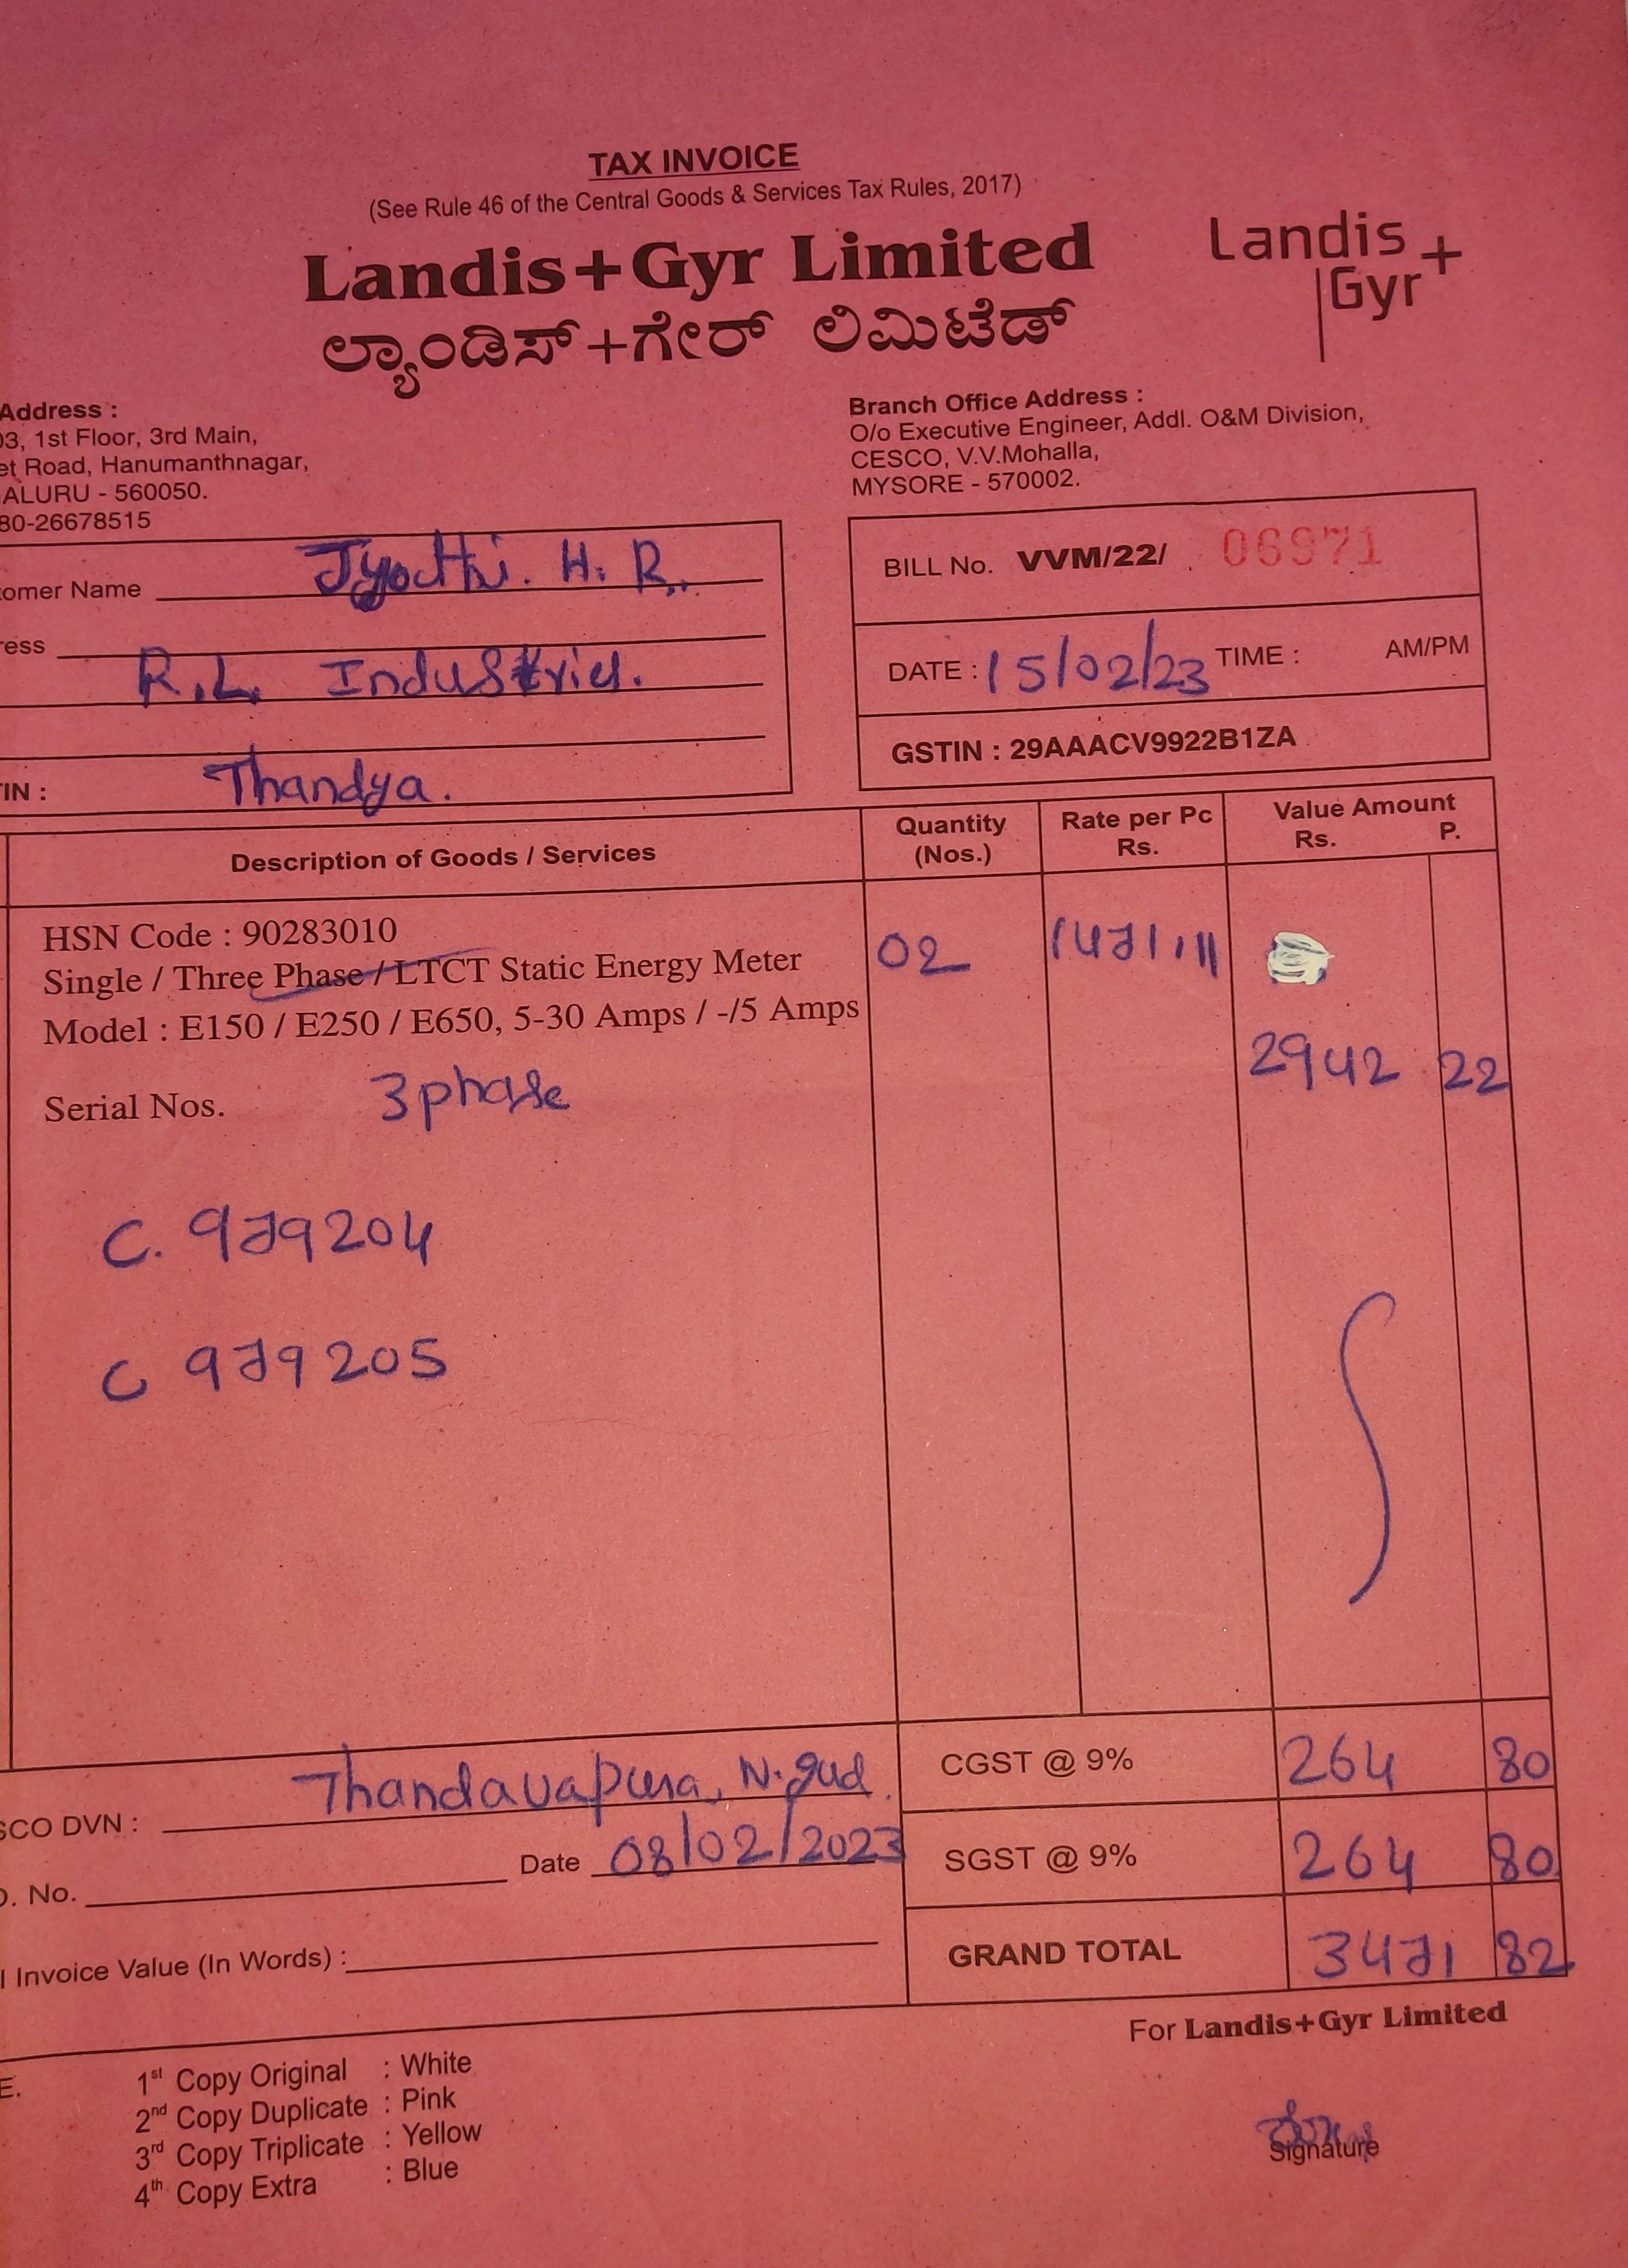 TAX INVOICE
(See Rule 46 of the Central Goods & Services Tax Rules, 2017)
Landis+Gyr Limited
ಲ್ಯಾಂಡಿಸ್+ಗೇರ್ ಲಿಮಿಟೆಡ್
Landis
Gyr+
Address :
03, 1st Floor, 3rd Main,
et Road, Hanumanthnagar,
ALURU - 560050.
80-26678515
Branch Office Address :
O/o Executive Engineer, Addl. O&M Division,
CESCO, V.V.Mohalla,
MYSORE - 570002.
omer Name Jyothi. H. R.
ress
R.L. Industries.
IN : Thandya.
BILL No. VVM/22/ 06971
DATE : 15/02/23 TIME : AM/PM
GSTIN : 29AAACV9922B1ZA
Description of Goods / Services
Quantity (Nos.)
Rate per Pc Rs.
Value Amount Rs. P.
HSN Code : 90283010
Single / Three Phase / LTCT Static Energy Meter 02 1471.11
Model : E150 / E250 / E650, 5-30 Amps / -/5 Amps
2942 22
Serial Nos. 3 phase
C. 979204
C 979205
CGST @ 9% 264 80
SCO DVN : Thandavapura, N.gud.
Date 08/02/2023
SGST @ 9% 264 80
O. No.
GRAND TOTAL 3471 82
l Invoice Value (In Words) :
For Landis+Gyr Limited
E.
1st Copy Original : White
2nd Copy Duplicate : Pink
3rd Copy Triplicate : Yellow
4th Copy Extra : Blue
Signature